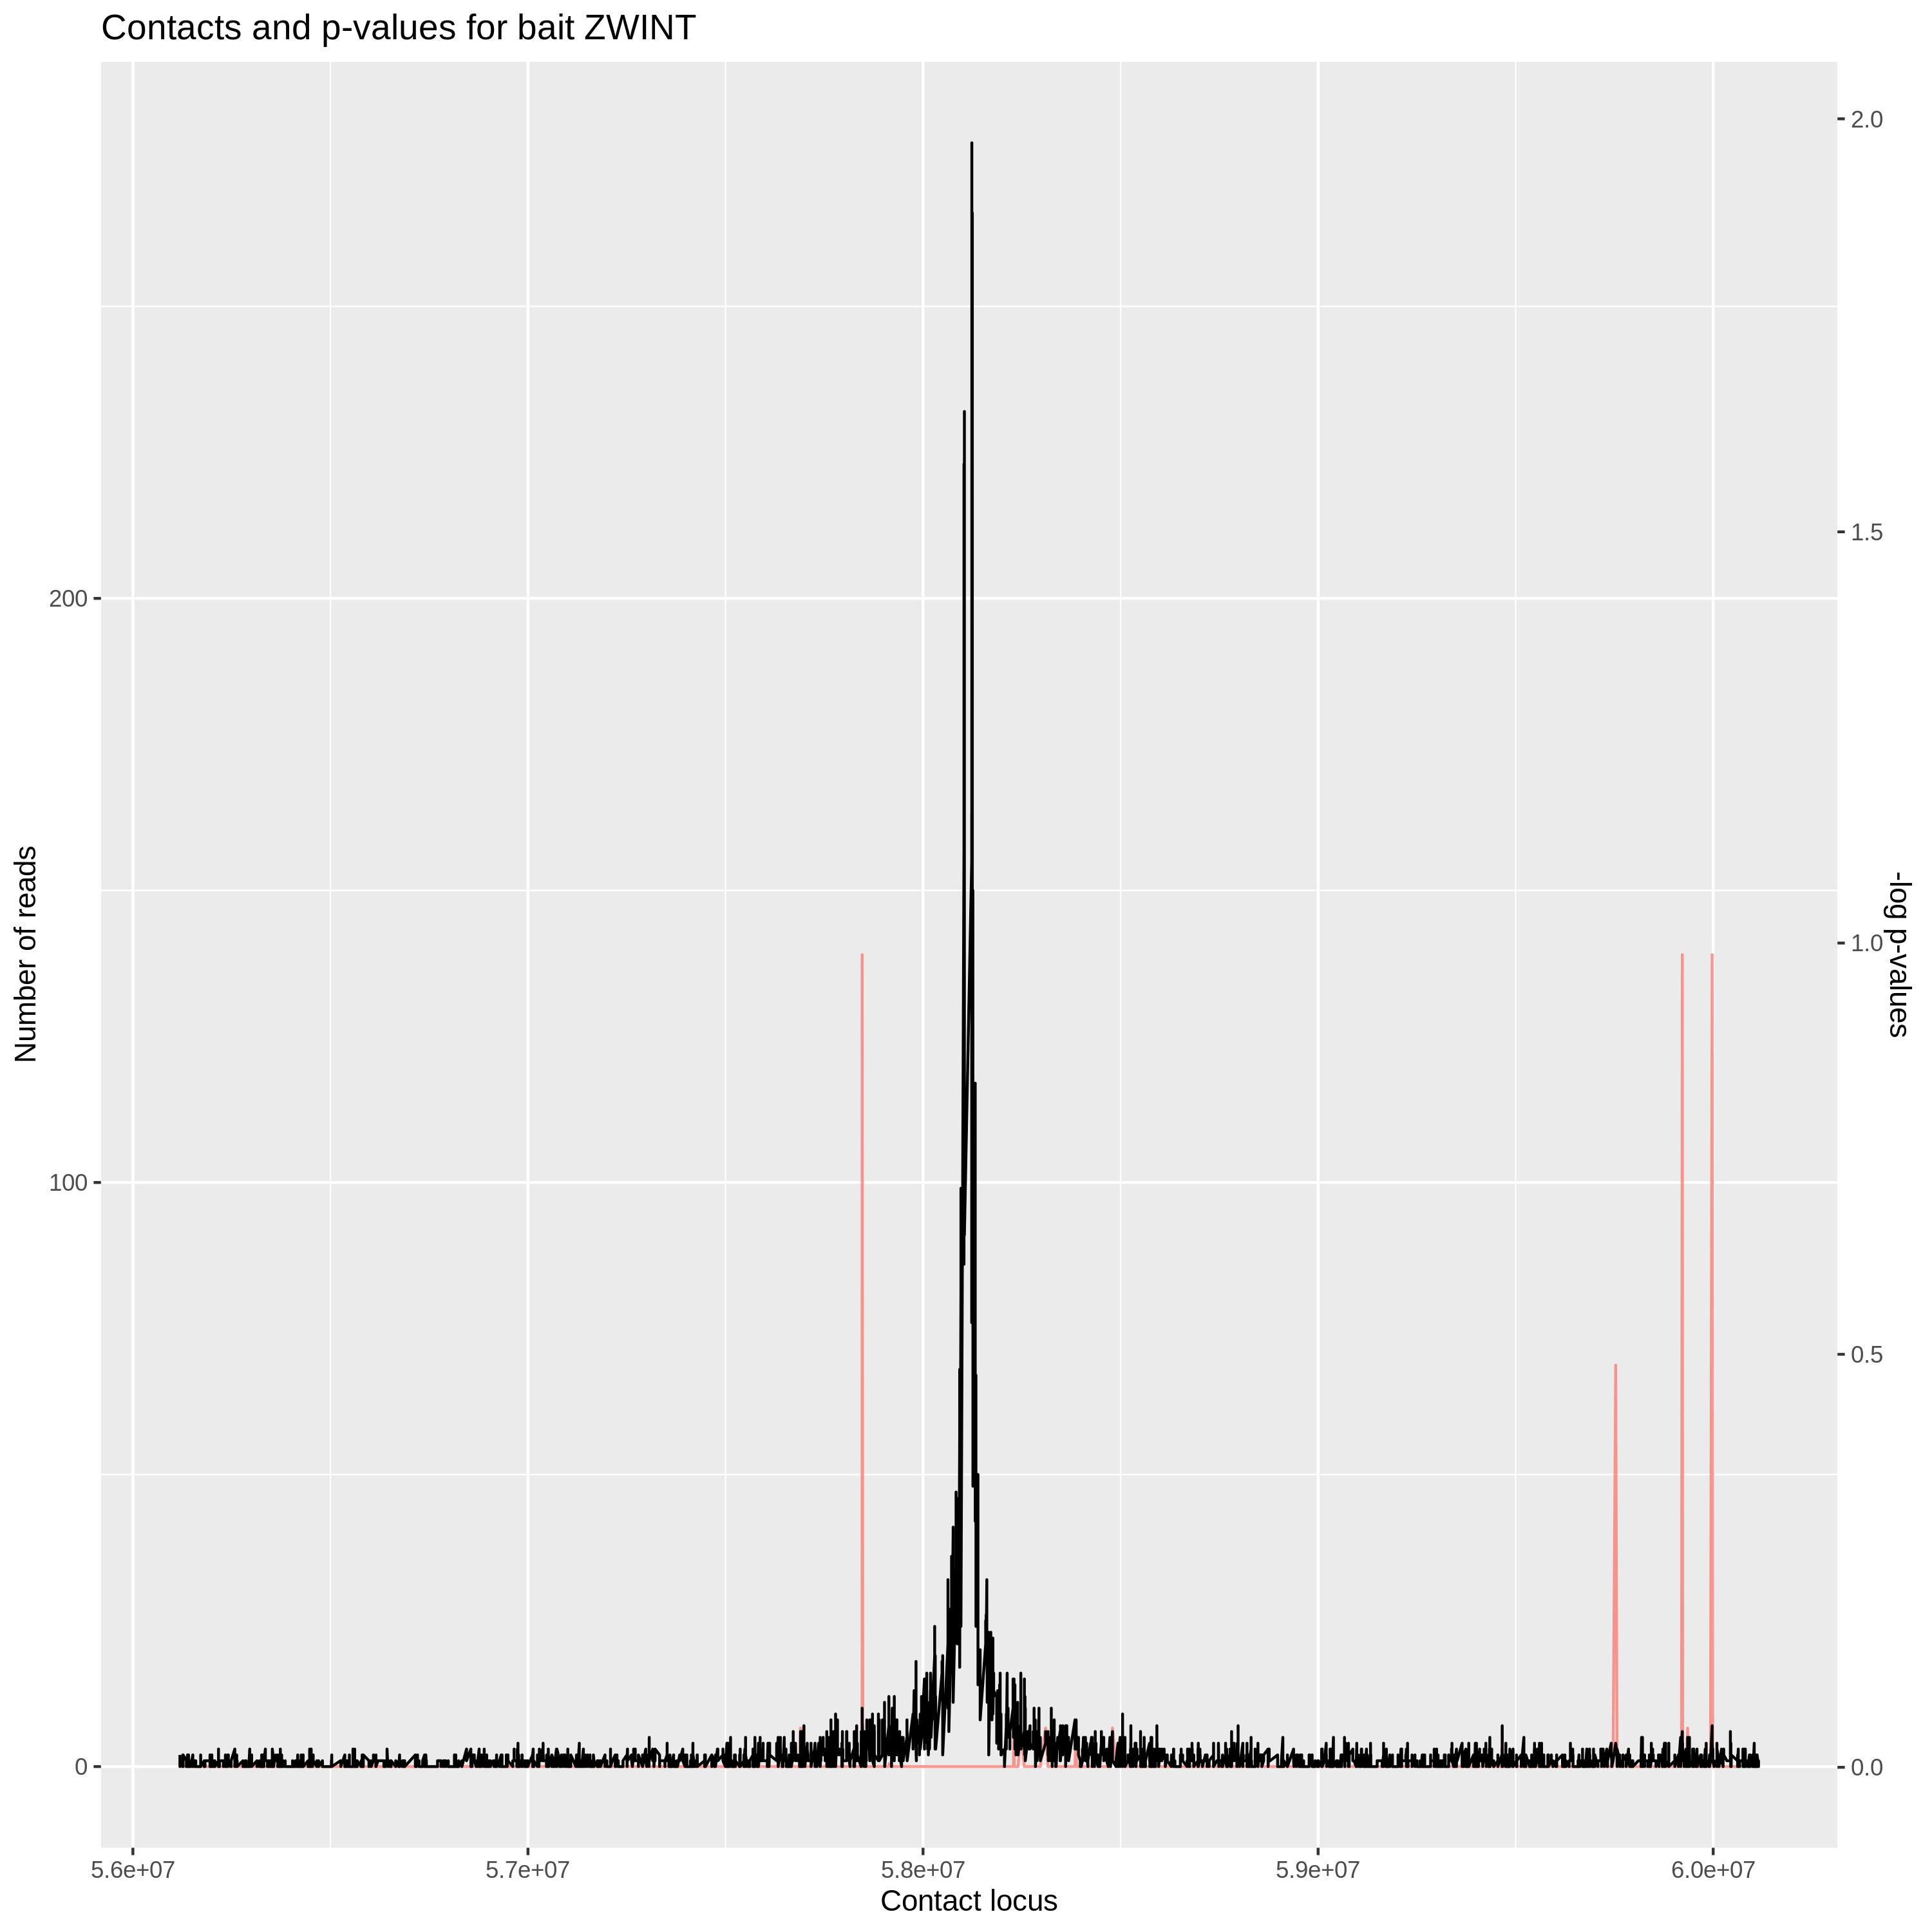 Contacts and p-values for bait ZWINT
Number of reads
200
100
0
2.0
1.5
1.0
0.5
0.0
-log p-values
5.6e+07
5.7e+07
5.8e+07
5.9e+07
6.0e+07
Contact locus